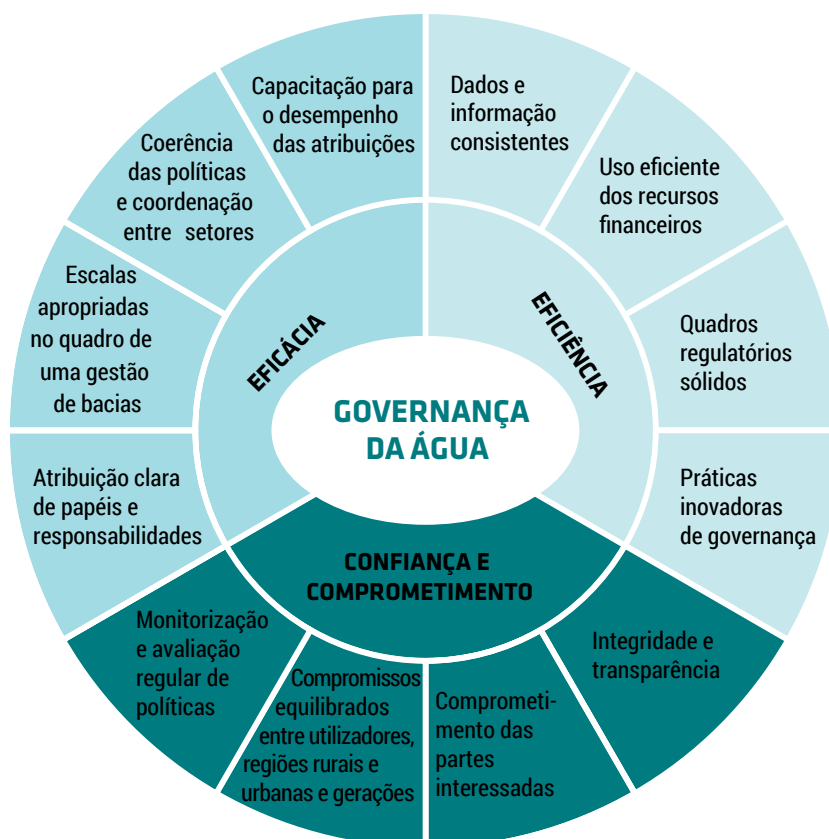 Capacitação para
o desempenho
das atribuições
Dados e
informação
consistentes
Coerência
das políticas
e coordenação
entre setores
Uso eficiente
dos recursos
financeiros
Escalas
apropriadas
no quadro de
uma gestão
de bacias
Quadros
regulatórios
sólidos
Atribuição clara
de papéis e
responsabilidades
Práticas
inovadoras
de governança
EFICÁCIA
EFICIÊNCIA
GOVERNANÇA
DA ÁGUA
CONFIANÇA E
COMPROMETIMENTO
Monitorização
e avaliação
regular de
políticas
Compromissos
equilibrados
entre utilizadores,
regiões rurais e
urbanas e gerações
Comprometi-
mento das
partes
interessadas
Integridade e
transparência